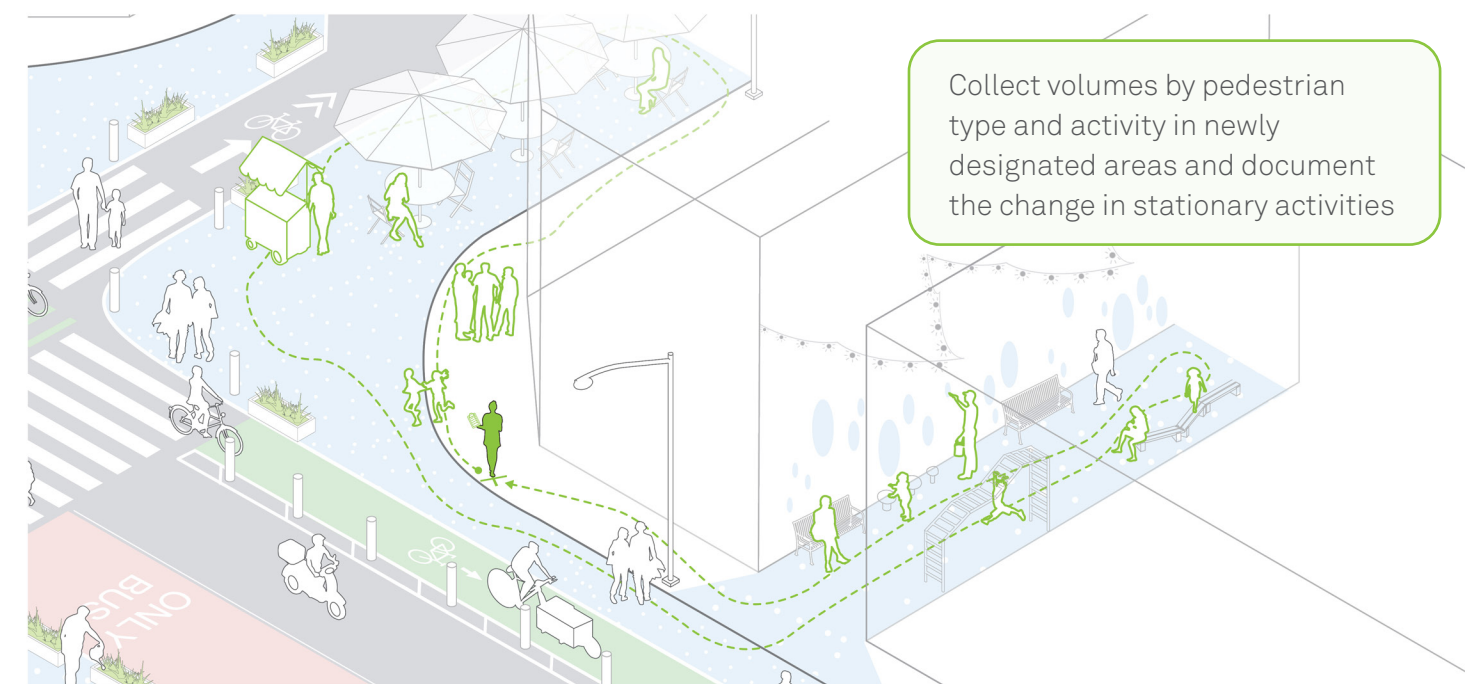 Collect volumes by pedestrian
type and activity in newly
designated areas and document
the change in stationary activities
ONLY
BUS